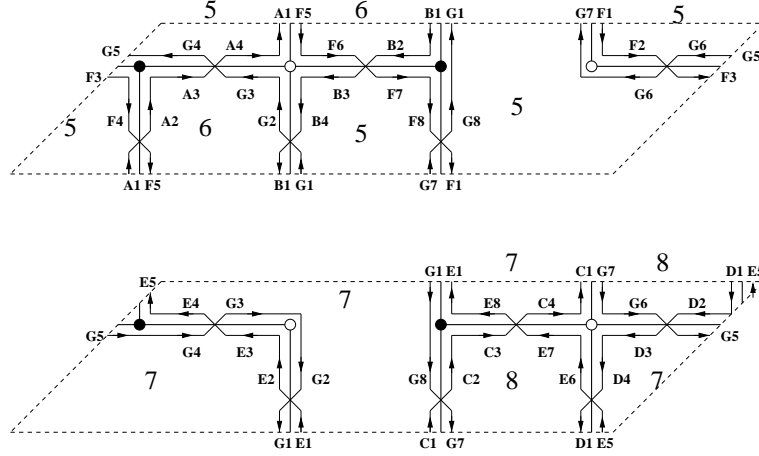 5 A1 F5 6 B1 G1 G7 F1 5
G5 G4 A4 F6 B2 F2 G6 G5
F3 A3 G3 B3 F7 G6 F3
5 F4 A2 6 G2 B4 5 F8 G8 5
A1 F5 B1 G1 G7 F1
E5 7 G1 E1 7 C1 G7 8 D1 E5
E4 G3 E8 C4 G6 D2
G5 G4 E3 C3 E7 D3 G5
7 E2 G2 G8 C2 8 E6 D4 7
G1 E1 C1 G7 D1 E5